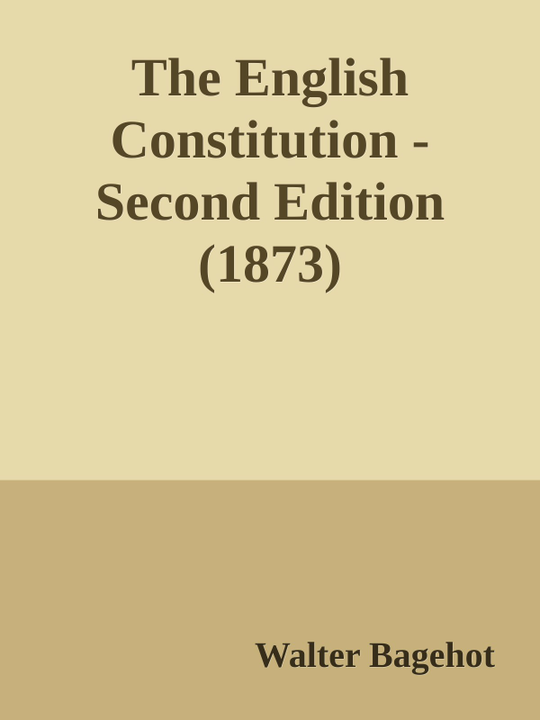 The English
Constitution -
Second Edition
(1873)
Walter Bagehot